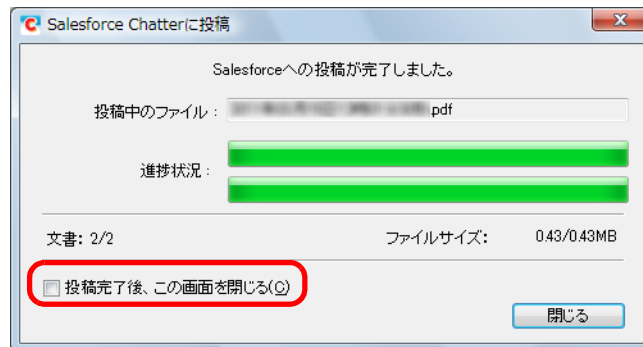 Salesforce Chatterに投稿
Salesforceへの投稿が完了しました。
投稿中のファイル : .pdf
進捗状況 :
文書: 2/2 ファイルサイズ: 0.43/0.43MB
投稿完了後、この画面を閉じる(C)
閉じる